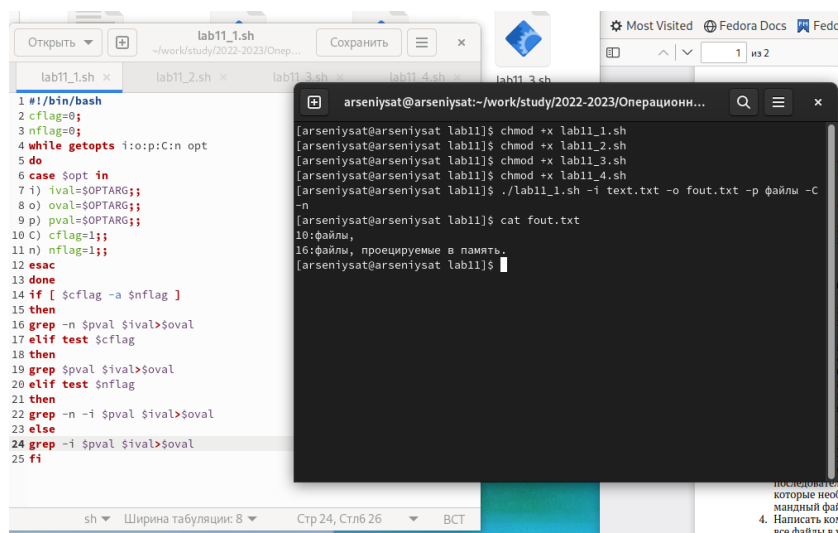 Most Visited Fedora Docs Fedo
Открыть lab11_1.sh Сохранить
~/work/study/2022-2023/Опер...
1 из 2
lab11_1.sh × lab11_2.sh × lab11_3.sh × lab11_4.sh ×
lab11_3.sh
1 #!/bin/bash
2 cflag=0;
3 nflag=0;
4 while getopts i:o:p:C:n opt
5 do
6 case $opt in
7 i) ival=$OPTARG;;
8 o) oval=$OPTARG;;
9 p) pval=$OPTARG;;
10 C) cflag=1;;
11 n) nflag=1;;
12 esac
13 done
14 if [ $cflag -a $nflag ]
15 then
16 grep -n $pval $ival>$oval
17 elif test $cflag
18 then
19 grep $pval $ival>$oval
20 elif test $nflag
21 then
22 grep -n -i $pval $ival>$oval
23 else
24 grep -i $pval $ival>$oval
25 fi
sh Ширина табуляции: 8 Стр 24, Стлб 26 ВСТ
arseniysat@arseniysat:~/work/study/2022-2023/Операционн...
[arseniysat@arseniysat lab11]$ chmod +x lab11_1.sh
[arseniysat@arseniysat lab11]$ chmod +x lab11_2.sh
[arseniysat@arseniysat lab11]$ chmod +x lab11_3.sh
[arseniysat@arseniysat lab11]$ chmod +x lab11_4.sh
[arseniysat@arseniysat lab11]$ ./lab11_1.sh -i text.txt -o fout.txt -p файлы -C
-n
[arseniysat@arseniysat lab11]$ cat fout.txt
10:файлы,
16:файлы, проецируемые в память.
[arseniysat@arseniysat lab11]$
последовател
которые необ
мандный фай
4. Написать ком
все файлы в у